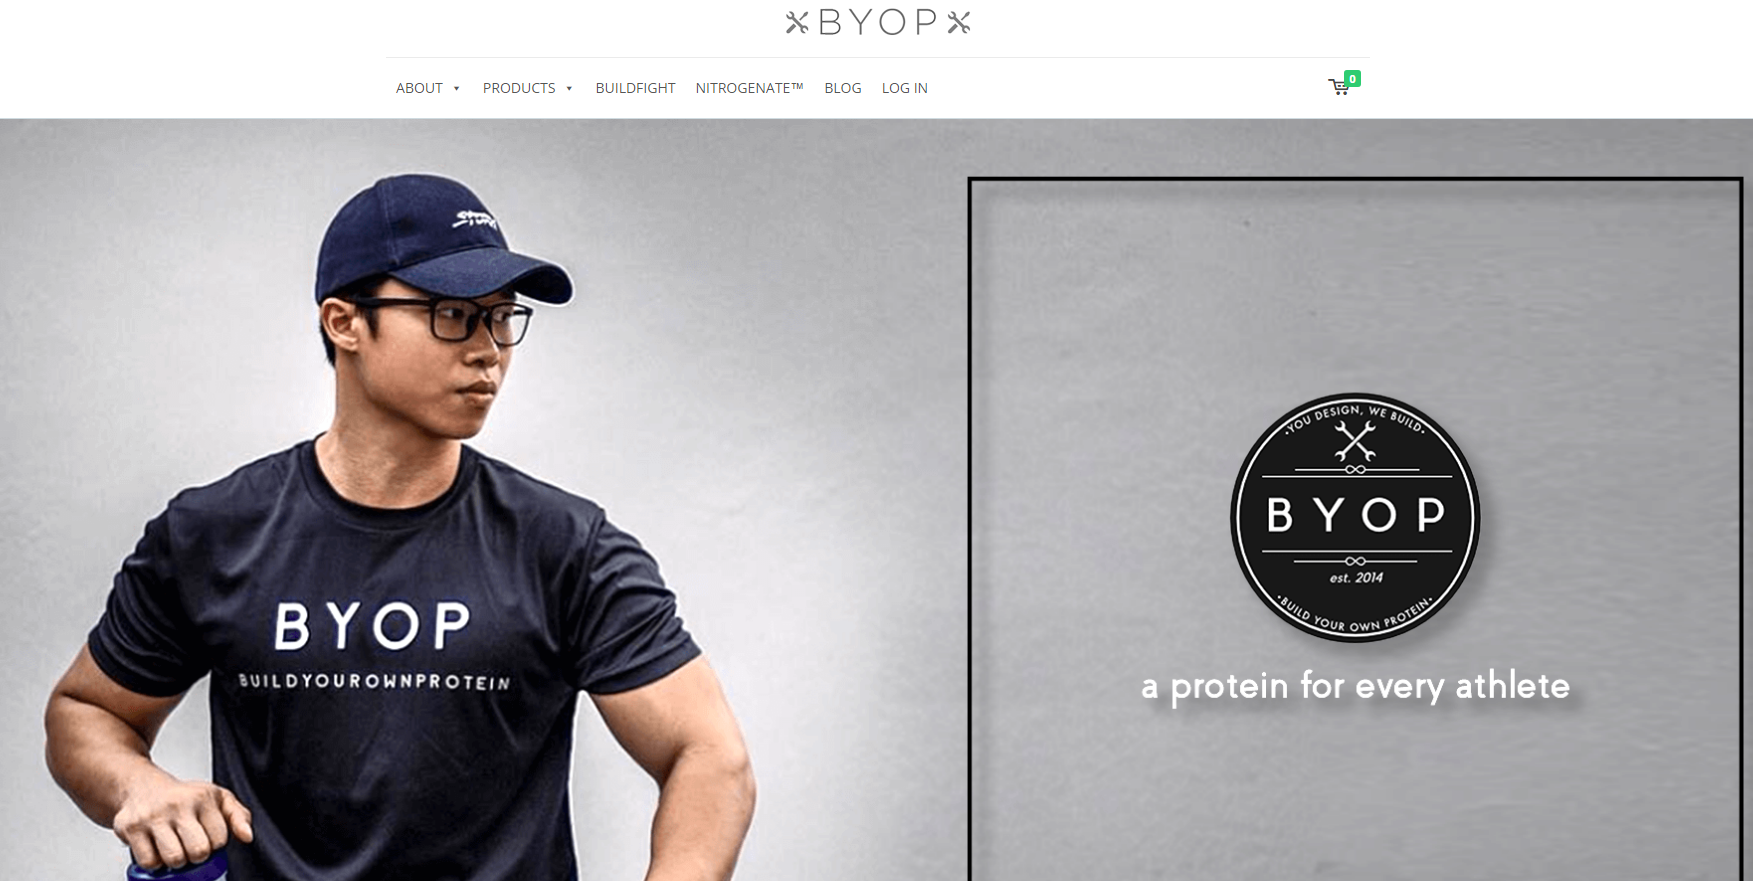 BYOP
ABOUT PRODUCTS BUILDFIGHT NITROGENATE™ BLOG LOG IN
0
BYOP
BUILDYOUROWNPROTEIN
·YOU DESIGN, WE BUILD·
BYOP
est. 2014
·BUILD YOUR OWN PROTEIN·
a protein for every athlete